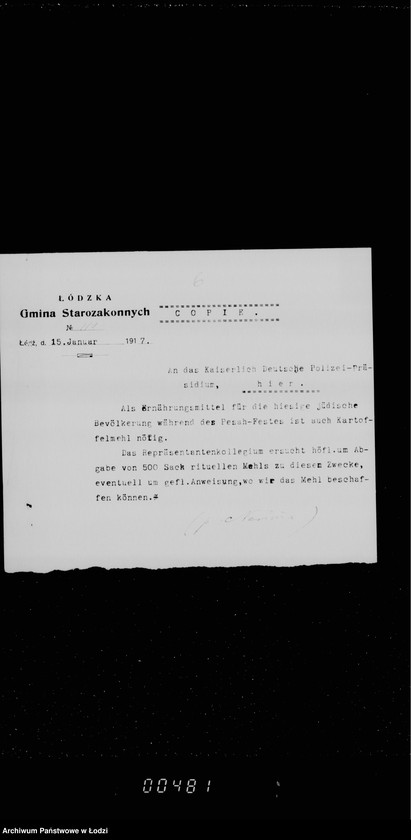 ŁÓDZKA
Gmina Starozakonnych
№
Łódź, d. 15.Januar 1917.
COPIE.
An das Kaiserlich Deutsche Polizei-Prä-
sidium, hier.
Als Ernährungsmittel für die hiesige jüdische
Bevölkerung während des Pesah-Festes ist auch Kartof-
felmehl nötig.
Das Repräsentantenkollegium ersucht höfl.um Ab-
gabe von 500 Sack rituellen Mehls zu diesem Zwecke,
eventuell um gefl.Anweisung,wo wir das Mehl beschaf-
fen können.
00481
Archiwum Państwowe w Łodzi